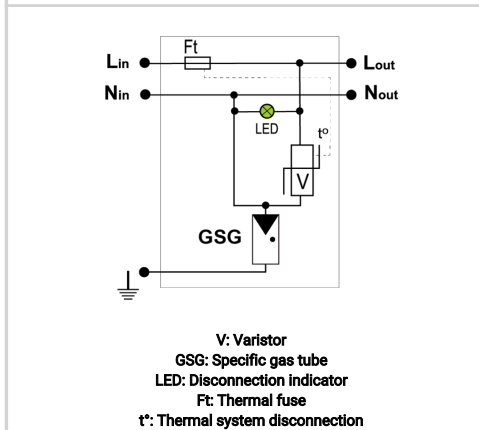 Ft
Lin
Lout
Nin
Nout
LED
t°
V
GSG
V: Varistor
GSG: Specific gas tube
LED: Disconnection indicator
Ft: Thermal fuse
t°: Thermal system disconnection